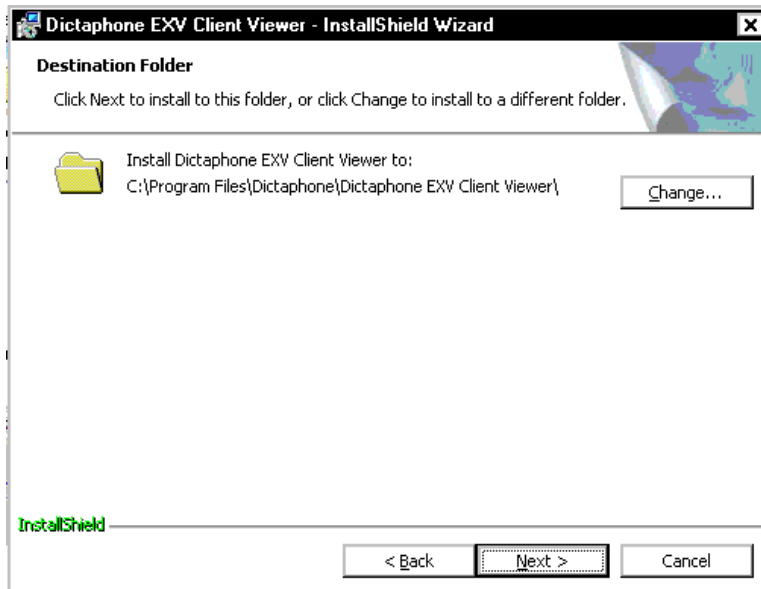 Dictaphone EXV Client Viewer - InstallShield Wizard
Destination Folder
Click Next to install to this folder, or click Change to install to a different folder.
Install Dictaphone EXV Client Viewer to:
C:\Program Files\Dictaphone\Dictaphone EXV Client Viewer\
Change...
InstallShield
< Back
Next >
Cancel